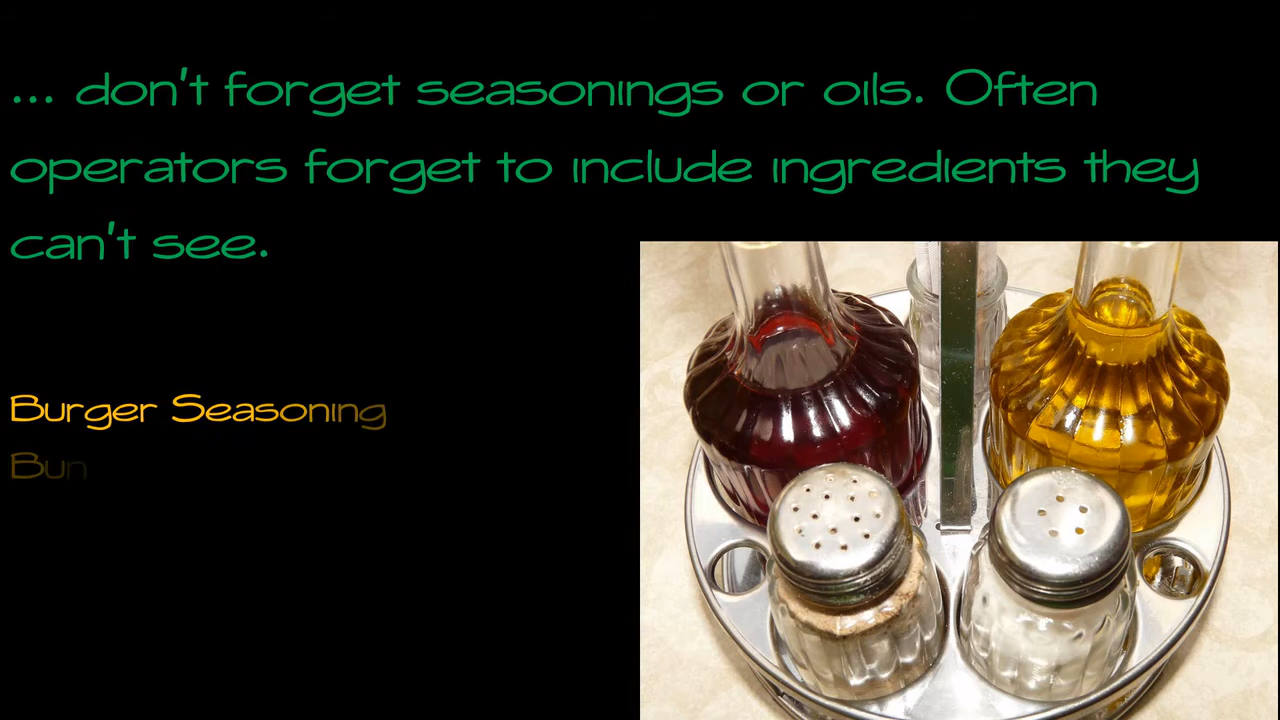 ... don't forget seasonings or oils. Often
operators forget to include ingredients they
can't see.
Burger Seasoning
Bun